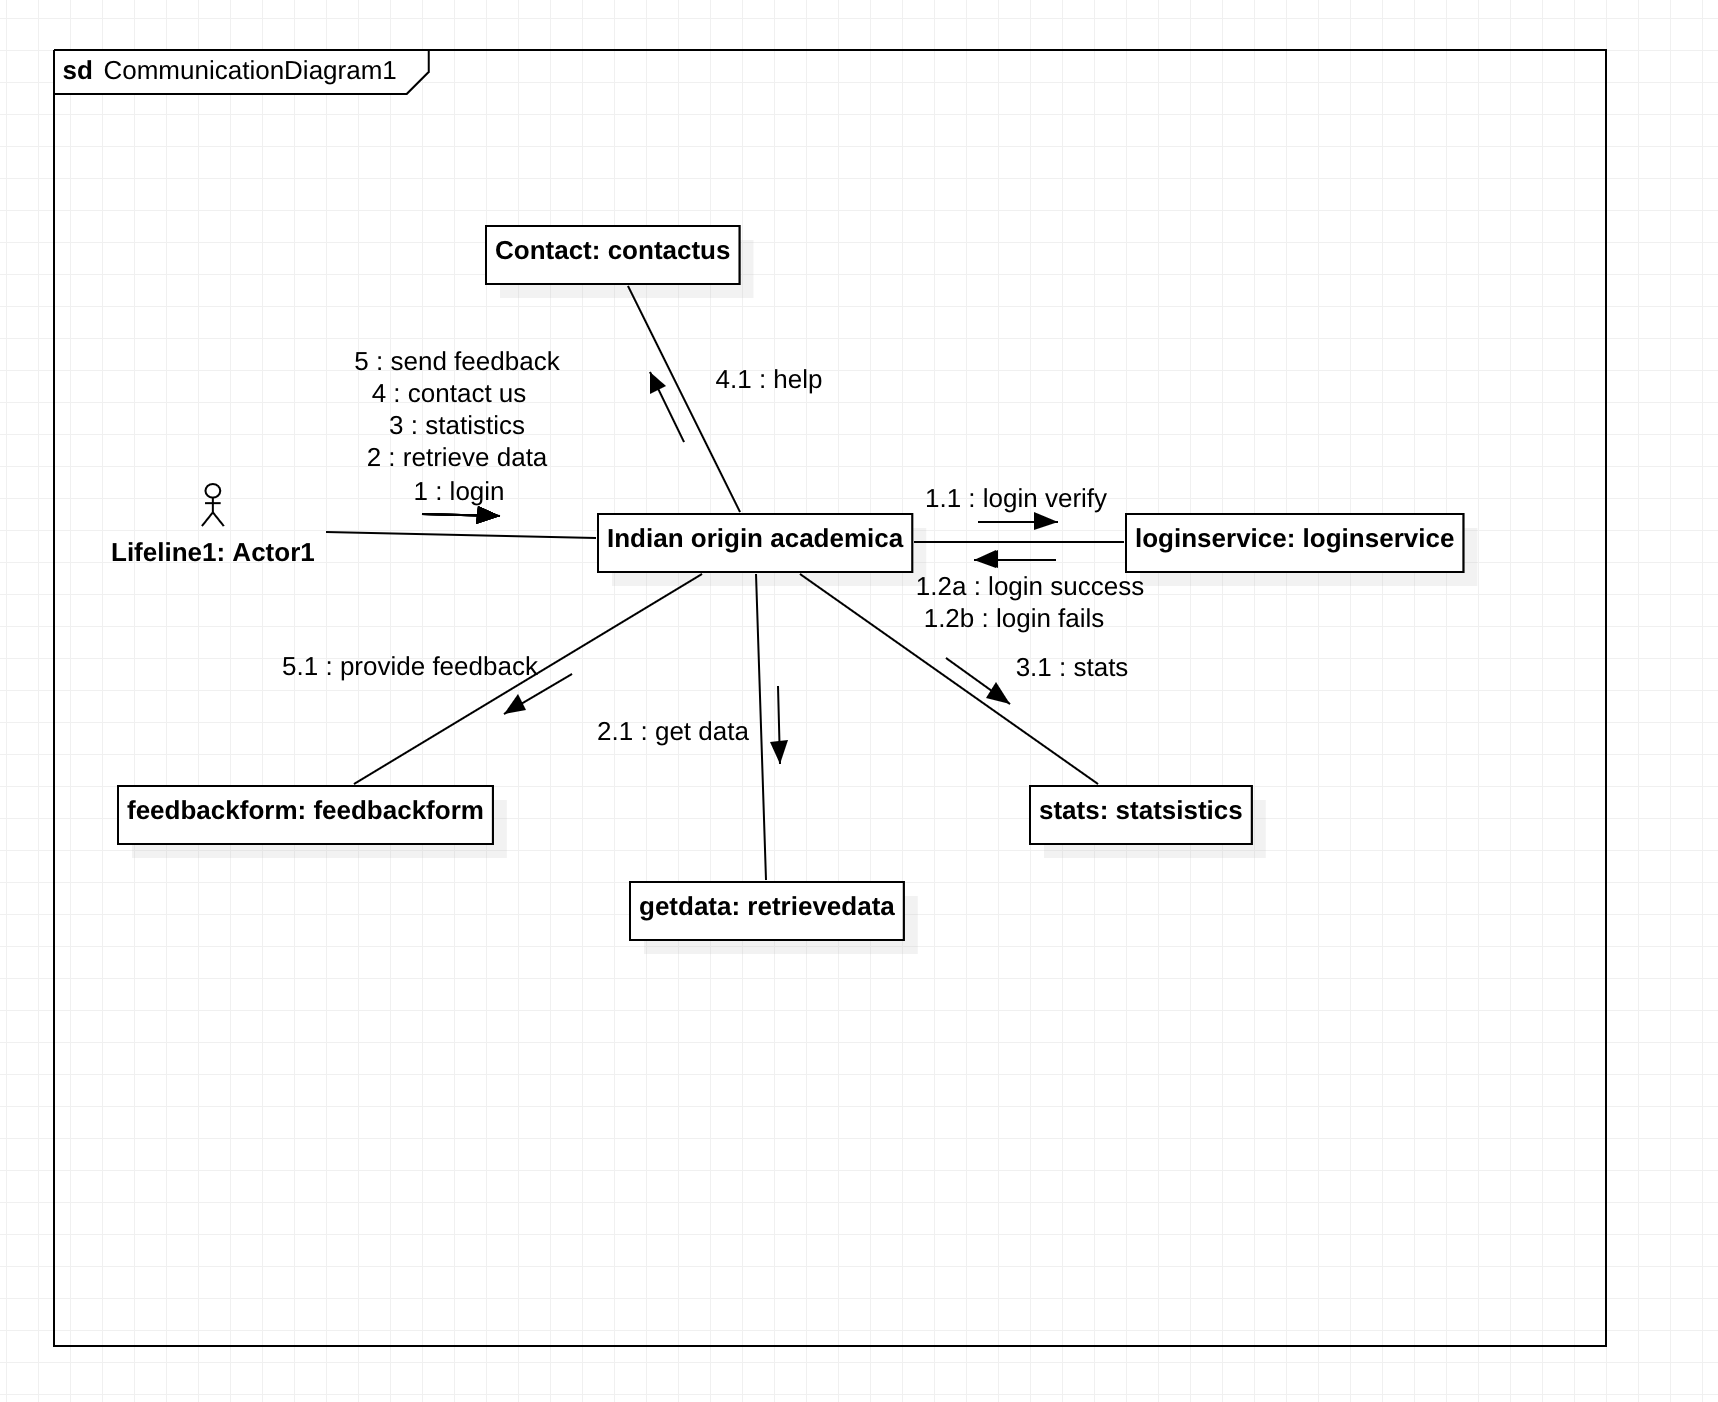 sd CommunicationDiagram1
Contact: contactus
5 : send feedback
4 : contact us
3 : statistics
2 : retrieve data
1 : login
4.1 : help
Lifeline1: Actor1
Indian origin academica
1.1 : login verify
loginservice: loginservice
1.2a : login success
1.2b : login fails
5.1 : provide feedback
2.1 : get data
3.1 : stats
feedbackform: feedbackform
stats: statsistics
getdata: retrievedata